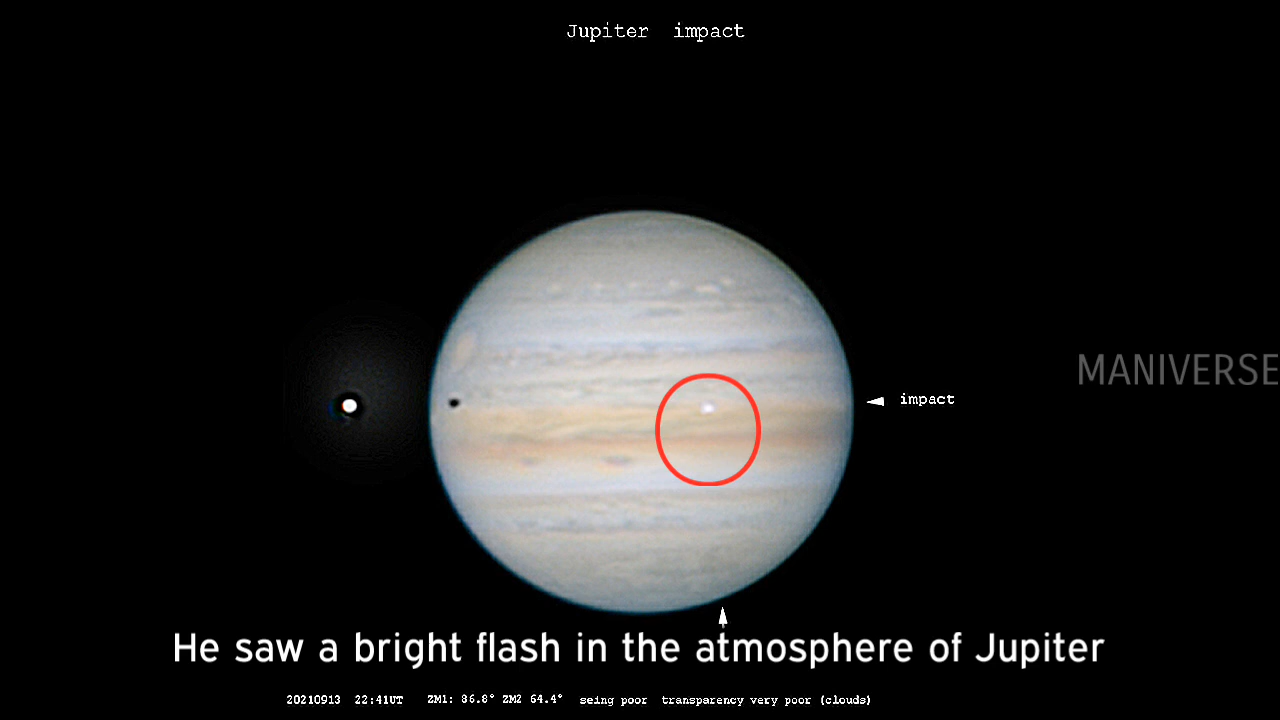 Jupiter impact
MANIVERSE
impact
He saw a bright flash in the atmosphere of Jupiter
20210913 22:41UT ZM1: 36.8° ZM2 64.4° seing poor transparency very poor (clouds)